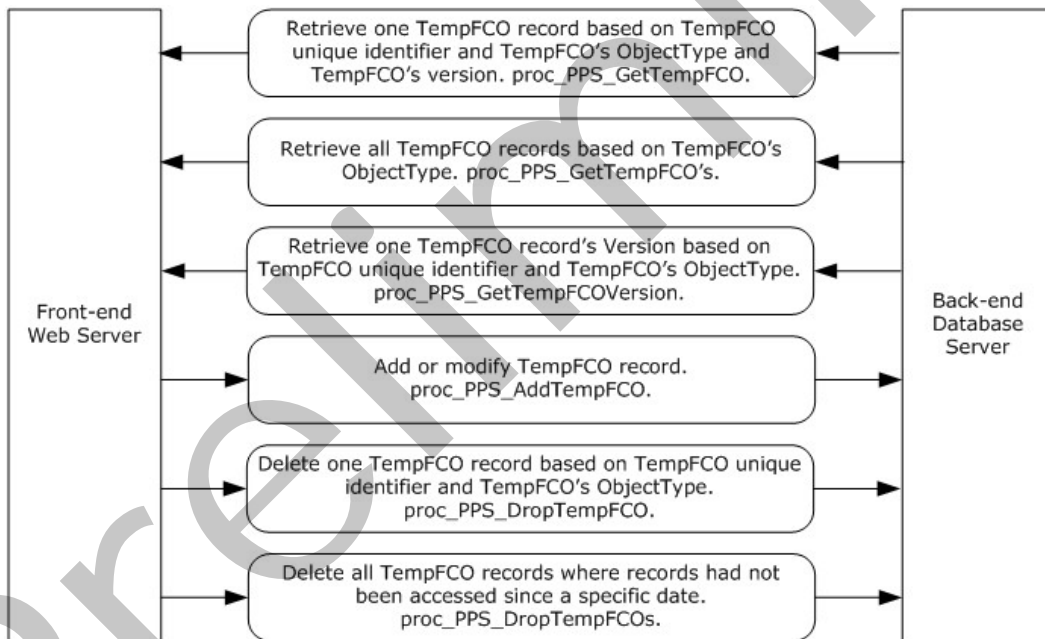 Retrieve one TempFCO record based on TempFCO
unique identifier and TempFCO's ObjectType and
TempFCO's version. proc_PPS_GetTempFCO.
Retrieve all TempFCO records based on TempFCO's
ObjectType. proc_PPS_GetTempFCO's.
Retrieve one TempFCO record's Version based on
TempFCO unique identifier and TempFCO's ObjectType.
proc_PPS_GetTempFCOVersion.
Front-end
Web Server
Back-end
Database
Server
Add or modify TempFCO record.
proc_PPS_AddTempFCO.
Delete one TempFCO record based on TempFCO unique
identifier and TempFCO's ObjectType.
proc_PPS_DropTempFCO.
Delete all TempFCO records where records had not
been accessed since a specific date.
proc_PPS_DropTempFCOs.
Prelim